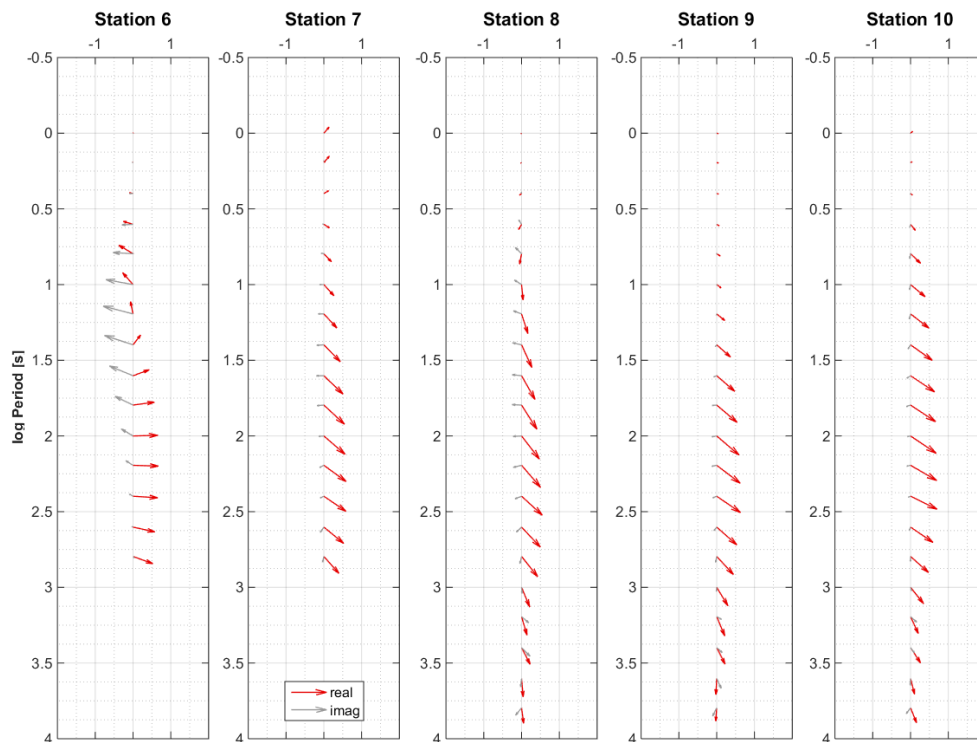 Station 6 Station 7 Station 8 Station 9 Station 10
-1 1 -1 1 -1 1 -1 1 -1 1
-0.5 -0.5 -0.5 -0.5 -0.5
0 0 0 0 0
0.5 0.5 0.5 0.5 0.5
1 1 1 1 1
1.5 1.5 1.5 1.5 1.5
log Period [s]
2 2 2 2 2
2.5 2.5 2.5 2.5 2.5
3 3 3 3 3
3.5 3.5 3.5 3.5 3.5
real
imag
4 4 4 4 4